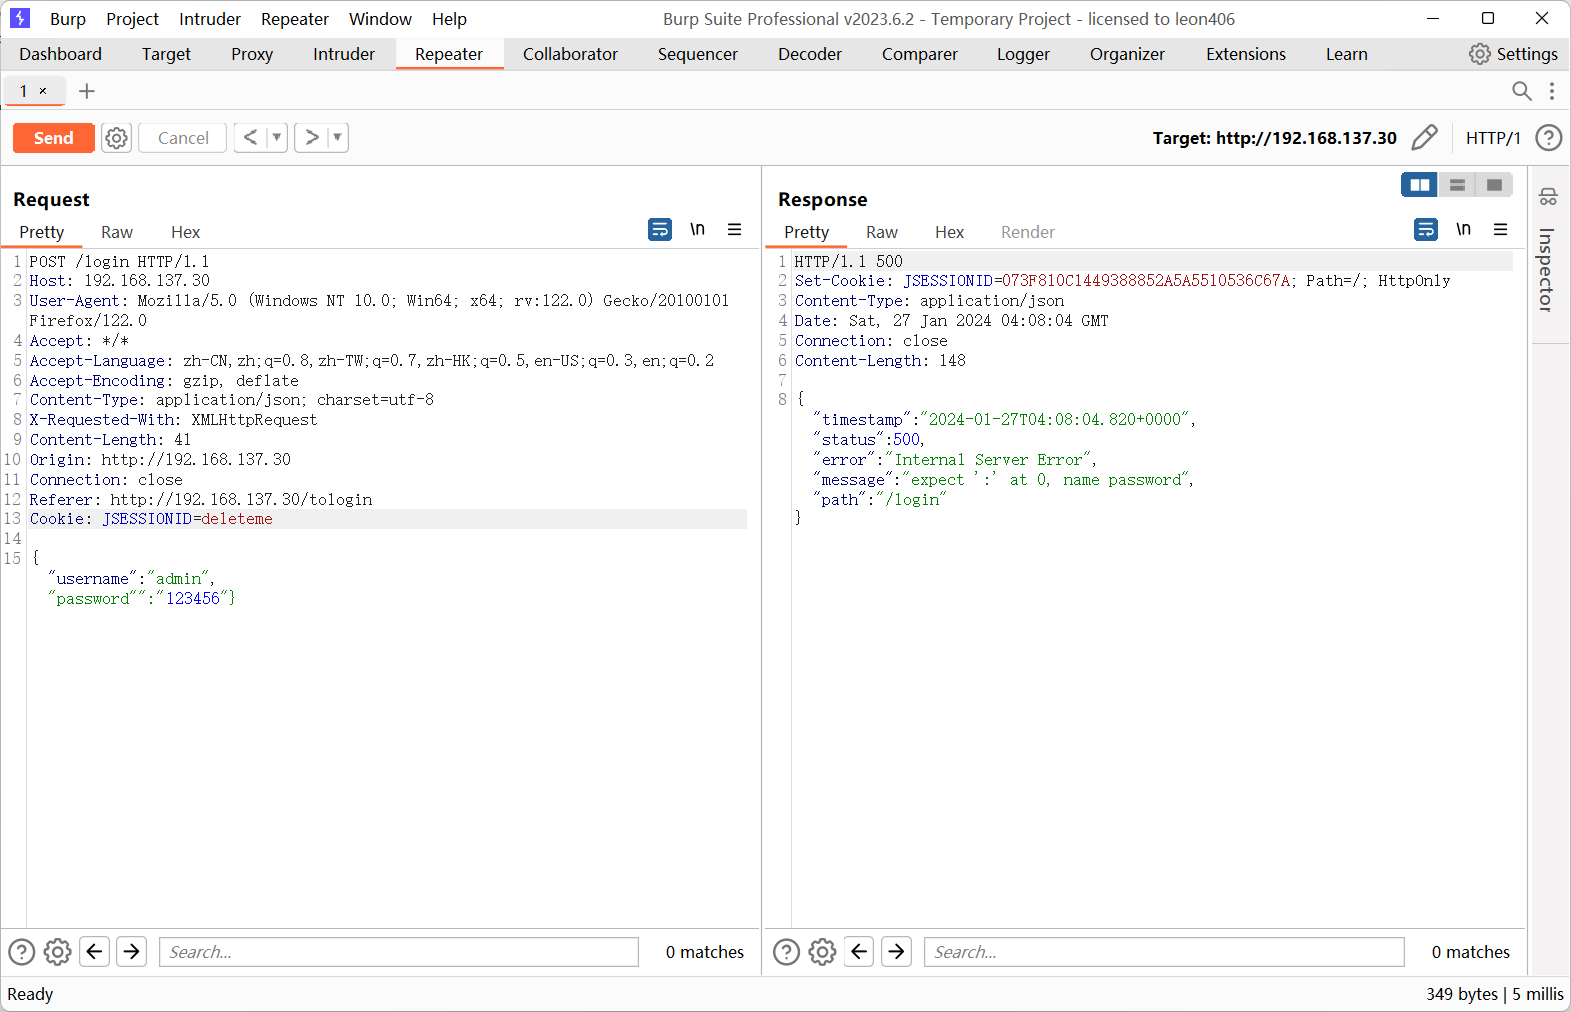 Burp Project Intruder Repeater Window Help Burp Suite Professional v2023.6.2 - Temporary Project - licensed to leon406
Dashboard Target Proxy Intruder Repeater Collaborator Sequencer Decoder Comparer Logger Organizer Extensions Learn Settings
1 × +
Send Cancel < > Target: http://192.168.137.30 HTTP/1 ?
Request
Pretty Raw Hex \n
1 POST /login HTTP/1.1
2 Host: 192.168.137.30
3 User-Agent: Mozilla/5.0 (Windows NT 10.0; Win64; x64; rv:122.0) Gecko/20100101
Firefox/122.0
4 Accept: */*
5 Accept-Language: zh-CN,zh;q=0.8,zh-TW;q=0.7,zh-HK;q=0.5,en-US;q=0.3,en;q=0.2
6 Accept-Encoding: gzip, deflate
7 Content-Type: application/json; charset=utf-8
8 X-Requested-With: XMLHttpRequest
9 Content-Length: 41
10 Origin: http://192.168.137.30
11 Connection: close
12 Referer: http://192.168.137.30/tologin
13 Cookie: JSESSIONID=deleteme
14
15 {
"username":"admin",
"password"":"123456"}
? Search... 0 matches
Response
Pretty Raw Hex Render \n
1 HTTP/1.1 500
2 Set-Cookie: JSESSIONID=073F810C1449388852A5A5510536C67A; Path=/; HttpOnly
3 Content-Type: application/json
4 Date: Sat, 27 Jan 2024 04:08:04 GMT
5 Connection: close
6 Content-Length: 148
7
8 {
"timestamp":"2024-01-27T04:08:04.820+0000",
"status":500,
"error":"Internal Server Error",
"message":"expect ':' at 0, name password",
"path":"/login"
}
? Search... 0 matches
Inspector
Ready 349 bytes | 5 millis